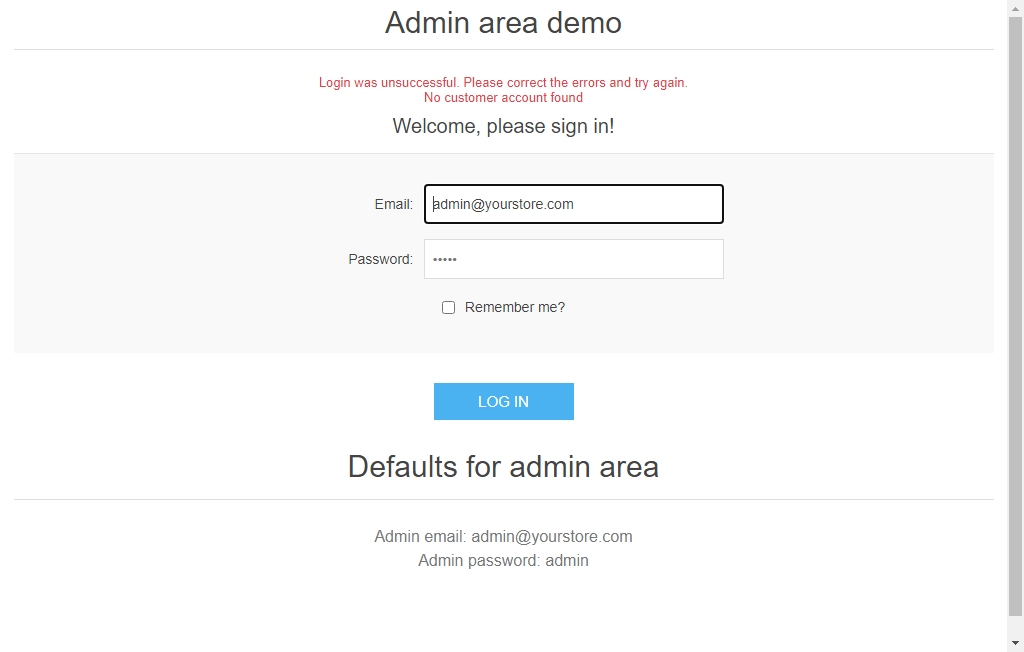 Admin area demo
Login was unsuccessful. Please correct the errors and try again.
No customer account found
Welcome, please sign in!
Email: admin@yourstore.com
Password: •••••
Remember me?
LOG IN
Defaults for admin area
Admin email: admin@yourstore.com
Admin password: admin